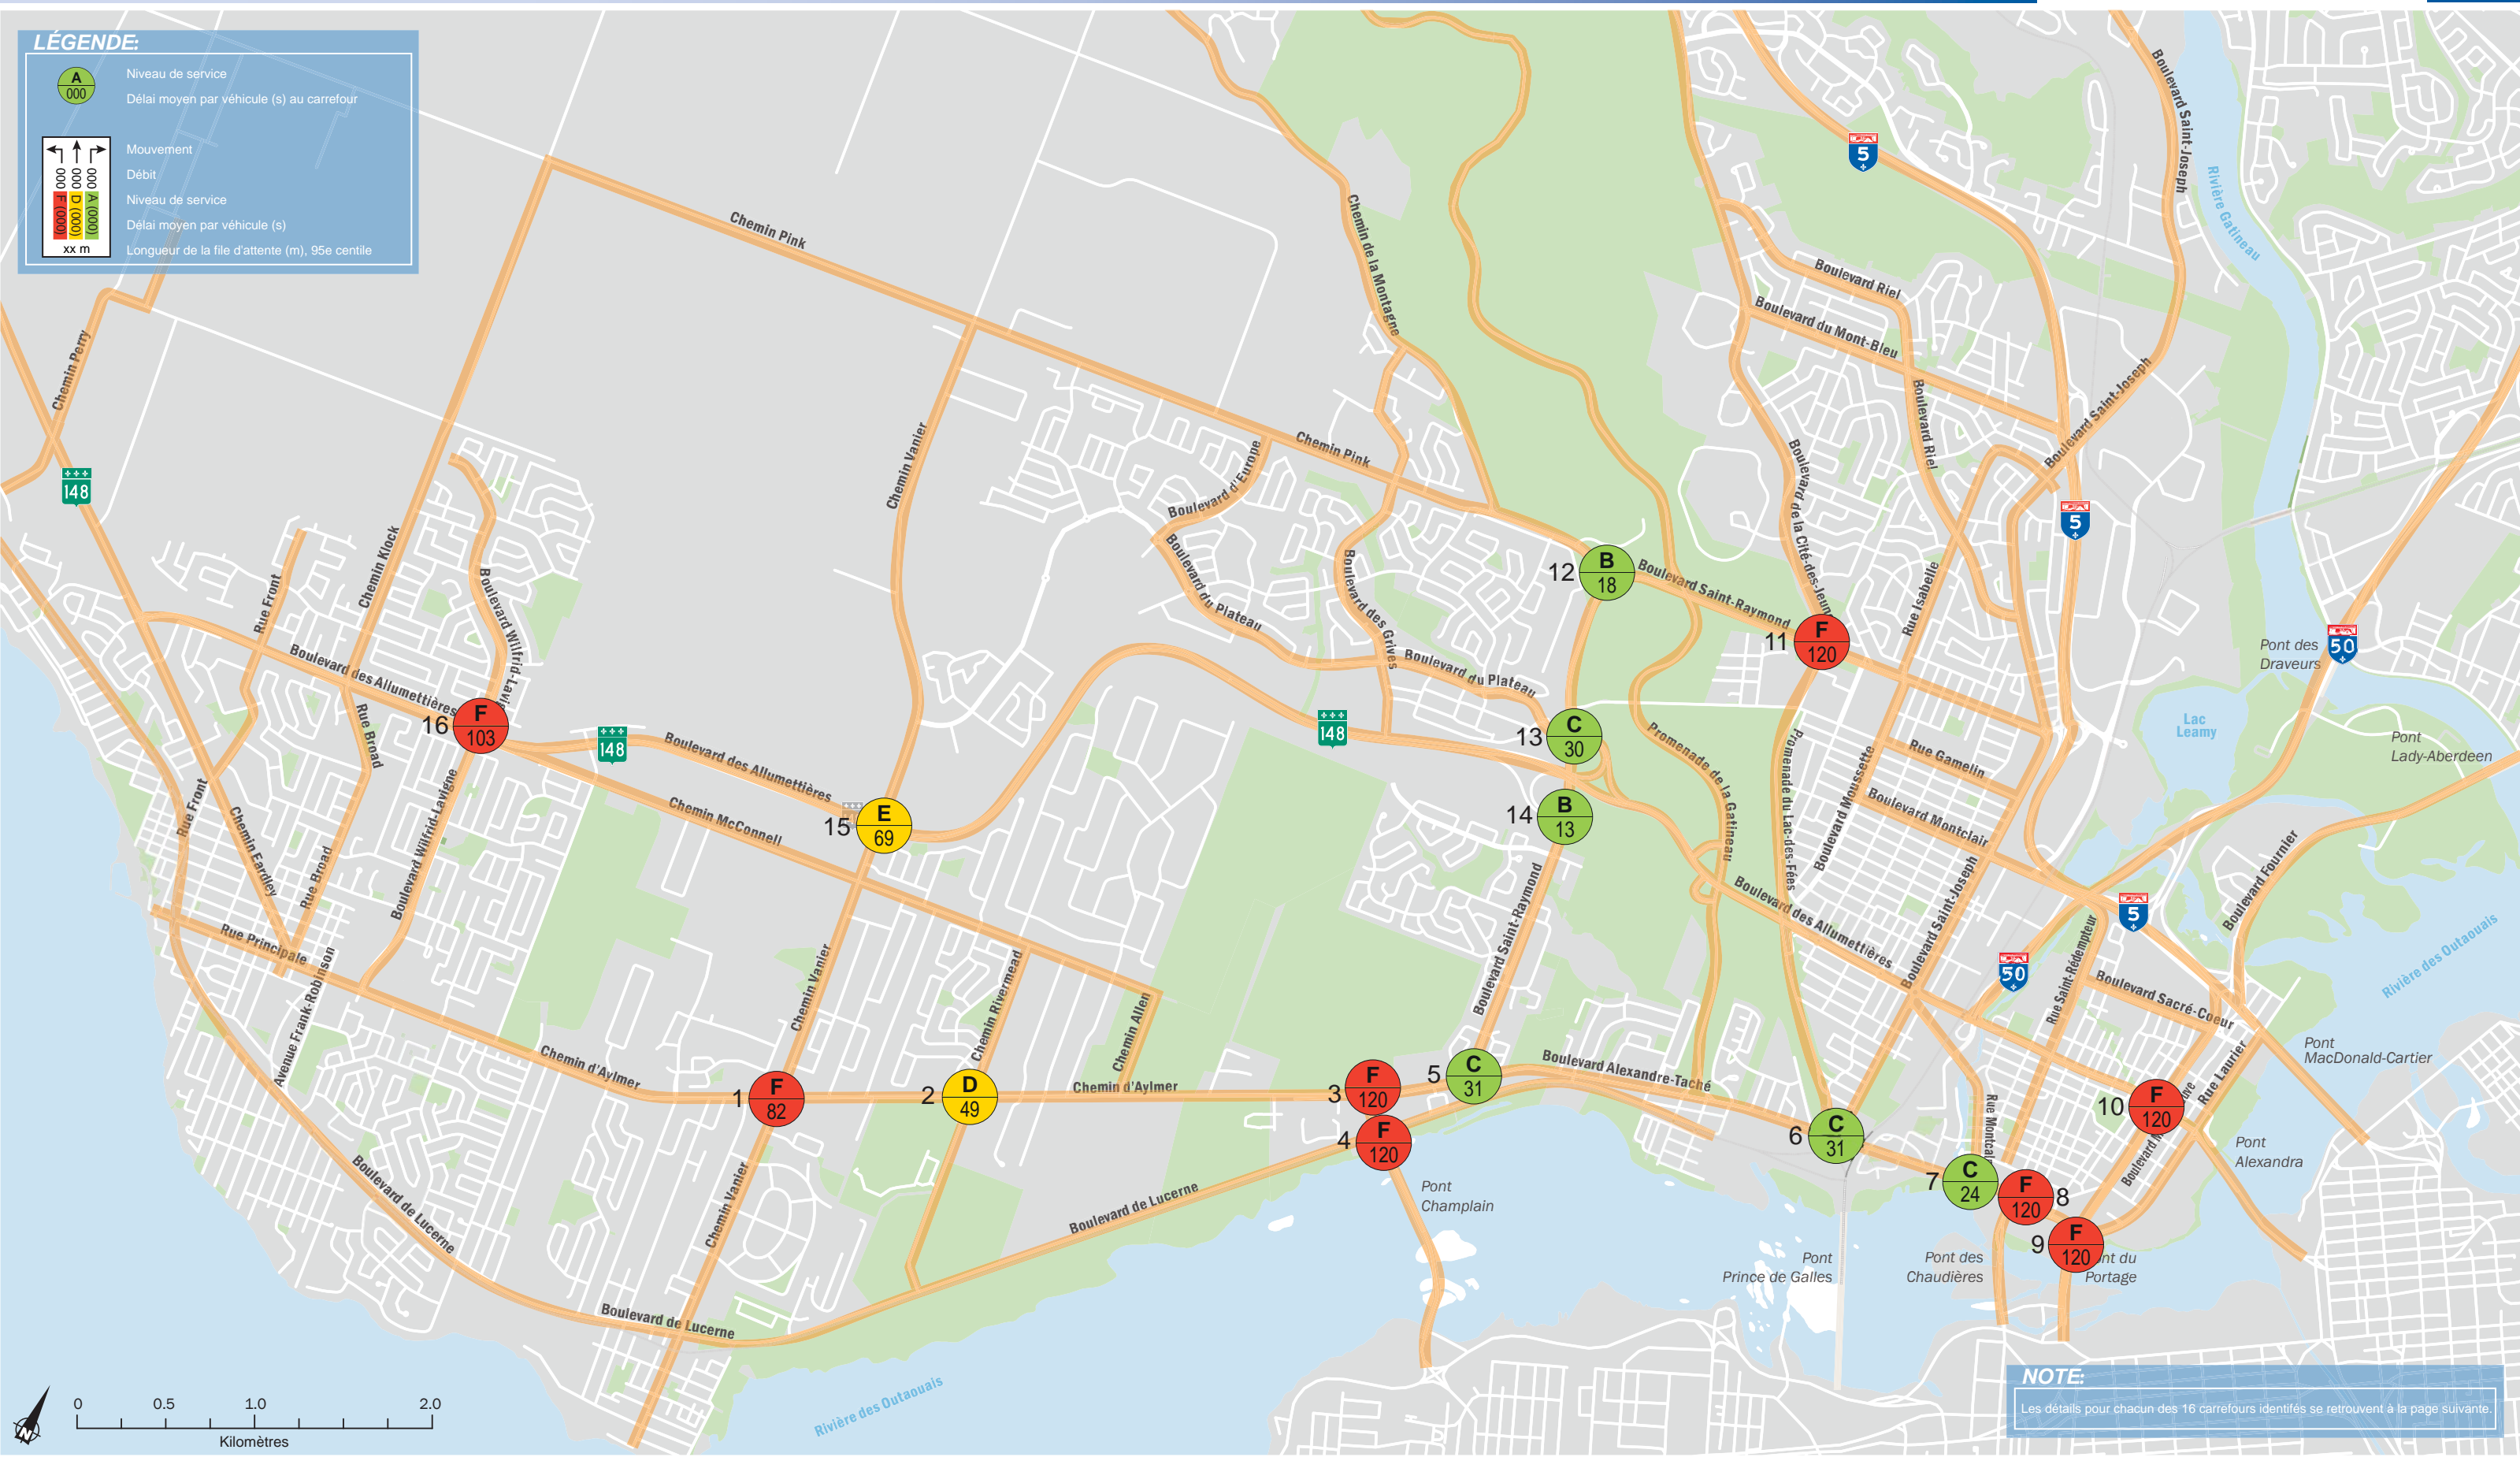 LÉGENDE:
A
000
Niveau de service
Délai moyen par véhicule (s) au carrefour
Mouvement
Débit
Niveau de service
Délai moyen par véhicule (s)
Longueur de la file d'attente (m), 95e centile
000 000 000
F (000) D (000) A (000)
xx m
Chemin Perry
148
Chemin Pink
Chemin de la Montagne
5
Boulevard Saint-Joseph
Rivière Gatineau
Boulevard Riel
Boulevard du Mont-Bleu
Boulevard Riel
Boulevard Saint-Joseph
Chemin Vanier
Chemin Pink
Boulevard d'Europe
Boulevard de la Cité-des-Jeun
5
Chemin Klock
Rue Front
Boulevard Wilfrid-Lavig
Boulevard du Plateau
Boulevard des Grives
12
B
18
Boulevard Saint-Raymond
11
F
120
Rue Isabelle
Pont des
Draveurs
50
Boulevard des Allumettières
Boulevard du Plateau
16
F
103
148
Boulevard des Allumettières
148
13
C
30
Promenade de la Gatineau
Promenade du Lac-des-Fées
Boulevard Moussette
Rue Gamelin
Lac
Leamy
Pont
Lady-Aberdeen
Rue Broad
Rue Front
Chemin Eardley
Rue Broad
Boulevard Wilfrid-Lavigne
Chemin McConnell
15
E
69
14
B
13
Boulevard Montclair
Boulevard Fournier
Boulevard Saint-Raymond
Boulevard des Allumettières
Boulevard Saint-Joseph
5
50
Rue Saint-Rédempteur
Boulevard Sacré-Coeur
Rivière des Outaouais
Rue Principale
Avenue Frank-Robinson
Chemin Vanier
Chemin Rivermead
Chemin Allen
Chemin d'Aylmer
1
F
82
2
D
49
Chemin d'Aylmer
3
F
120
5
C
31
Boulevard Alexandre-Taché
4
F
120
6
C
31
Rue Montcalm
7
C
24
F
120
8
9
F
120
10
F
120
Rue Laurier
Boulevard
Pont
MacDonald-Cartier
Pont
Alexandra
Pont
Champlain
Pont
Prince de Galles
Pont des
Chaudières
nt du
Portage
Boulevard de Lucerne
Chemin Vanier
Boulevard de Lucerne
Boulevard de Lucerne
Rivière des Outaouais
N
0 0.5 1.0 2.0
Kilomètres
NOTE:
Les détails pour chacun des 16 carrefours identifés se retrouvent à la page suivante.